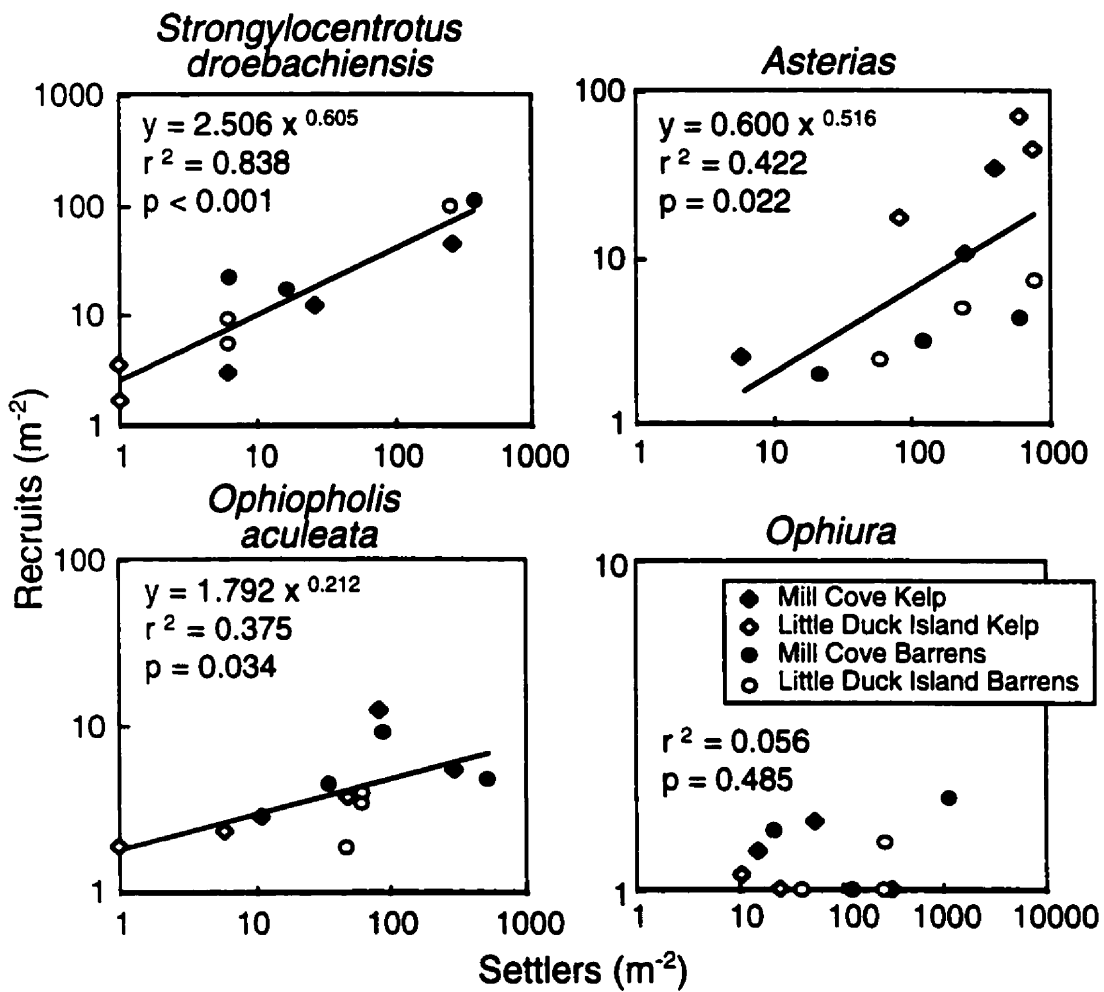 Strongylocentrotus
droebachiensis
1000
100
10
1
y = 2.506 x 0.605
r 2 = 0.838
p < 0.001
1 10 100 1000
Asterias
100
10
1
y = 0.600 x 0.516
r 2 = 0.422
p = 0.022
1 10 100 1000
Recruits (m-2)
Ophiopholis
aculeata
100
10
1
y = 1.792 x 0.212
r 2 = 0.375
p = 0.034
1 10 100 1000
Ophiura
10
1
Mill Cove Kelp
Little Duck Island Kelp
Mill Cove Barrens
Little Duck Island Barrens
r 2 = 0.056
p = 0.485
1 10 100 1000 10000
Settlers (m-2)